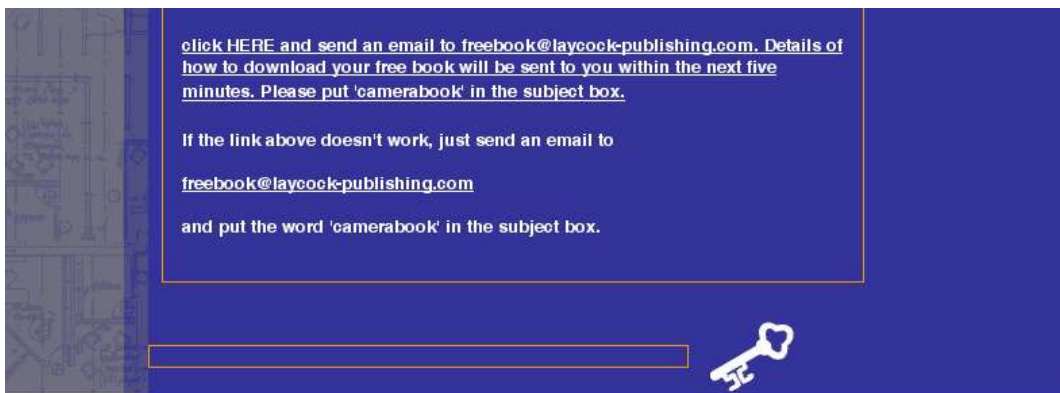 click HERE and send an email to freebook@laycock-publishing.com. Details of
how to download your free book will be sent to you within the next five
minutes. Please put 'camerabook' in the subject box.
If the link above doesn't work, just send an email to
freebook@laycock-publishing.com
and put the word 'camerabook' in the subject box.